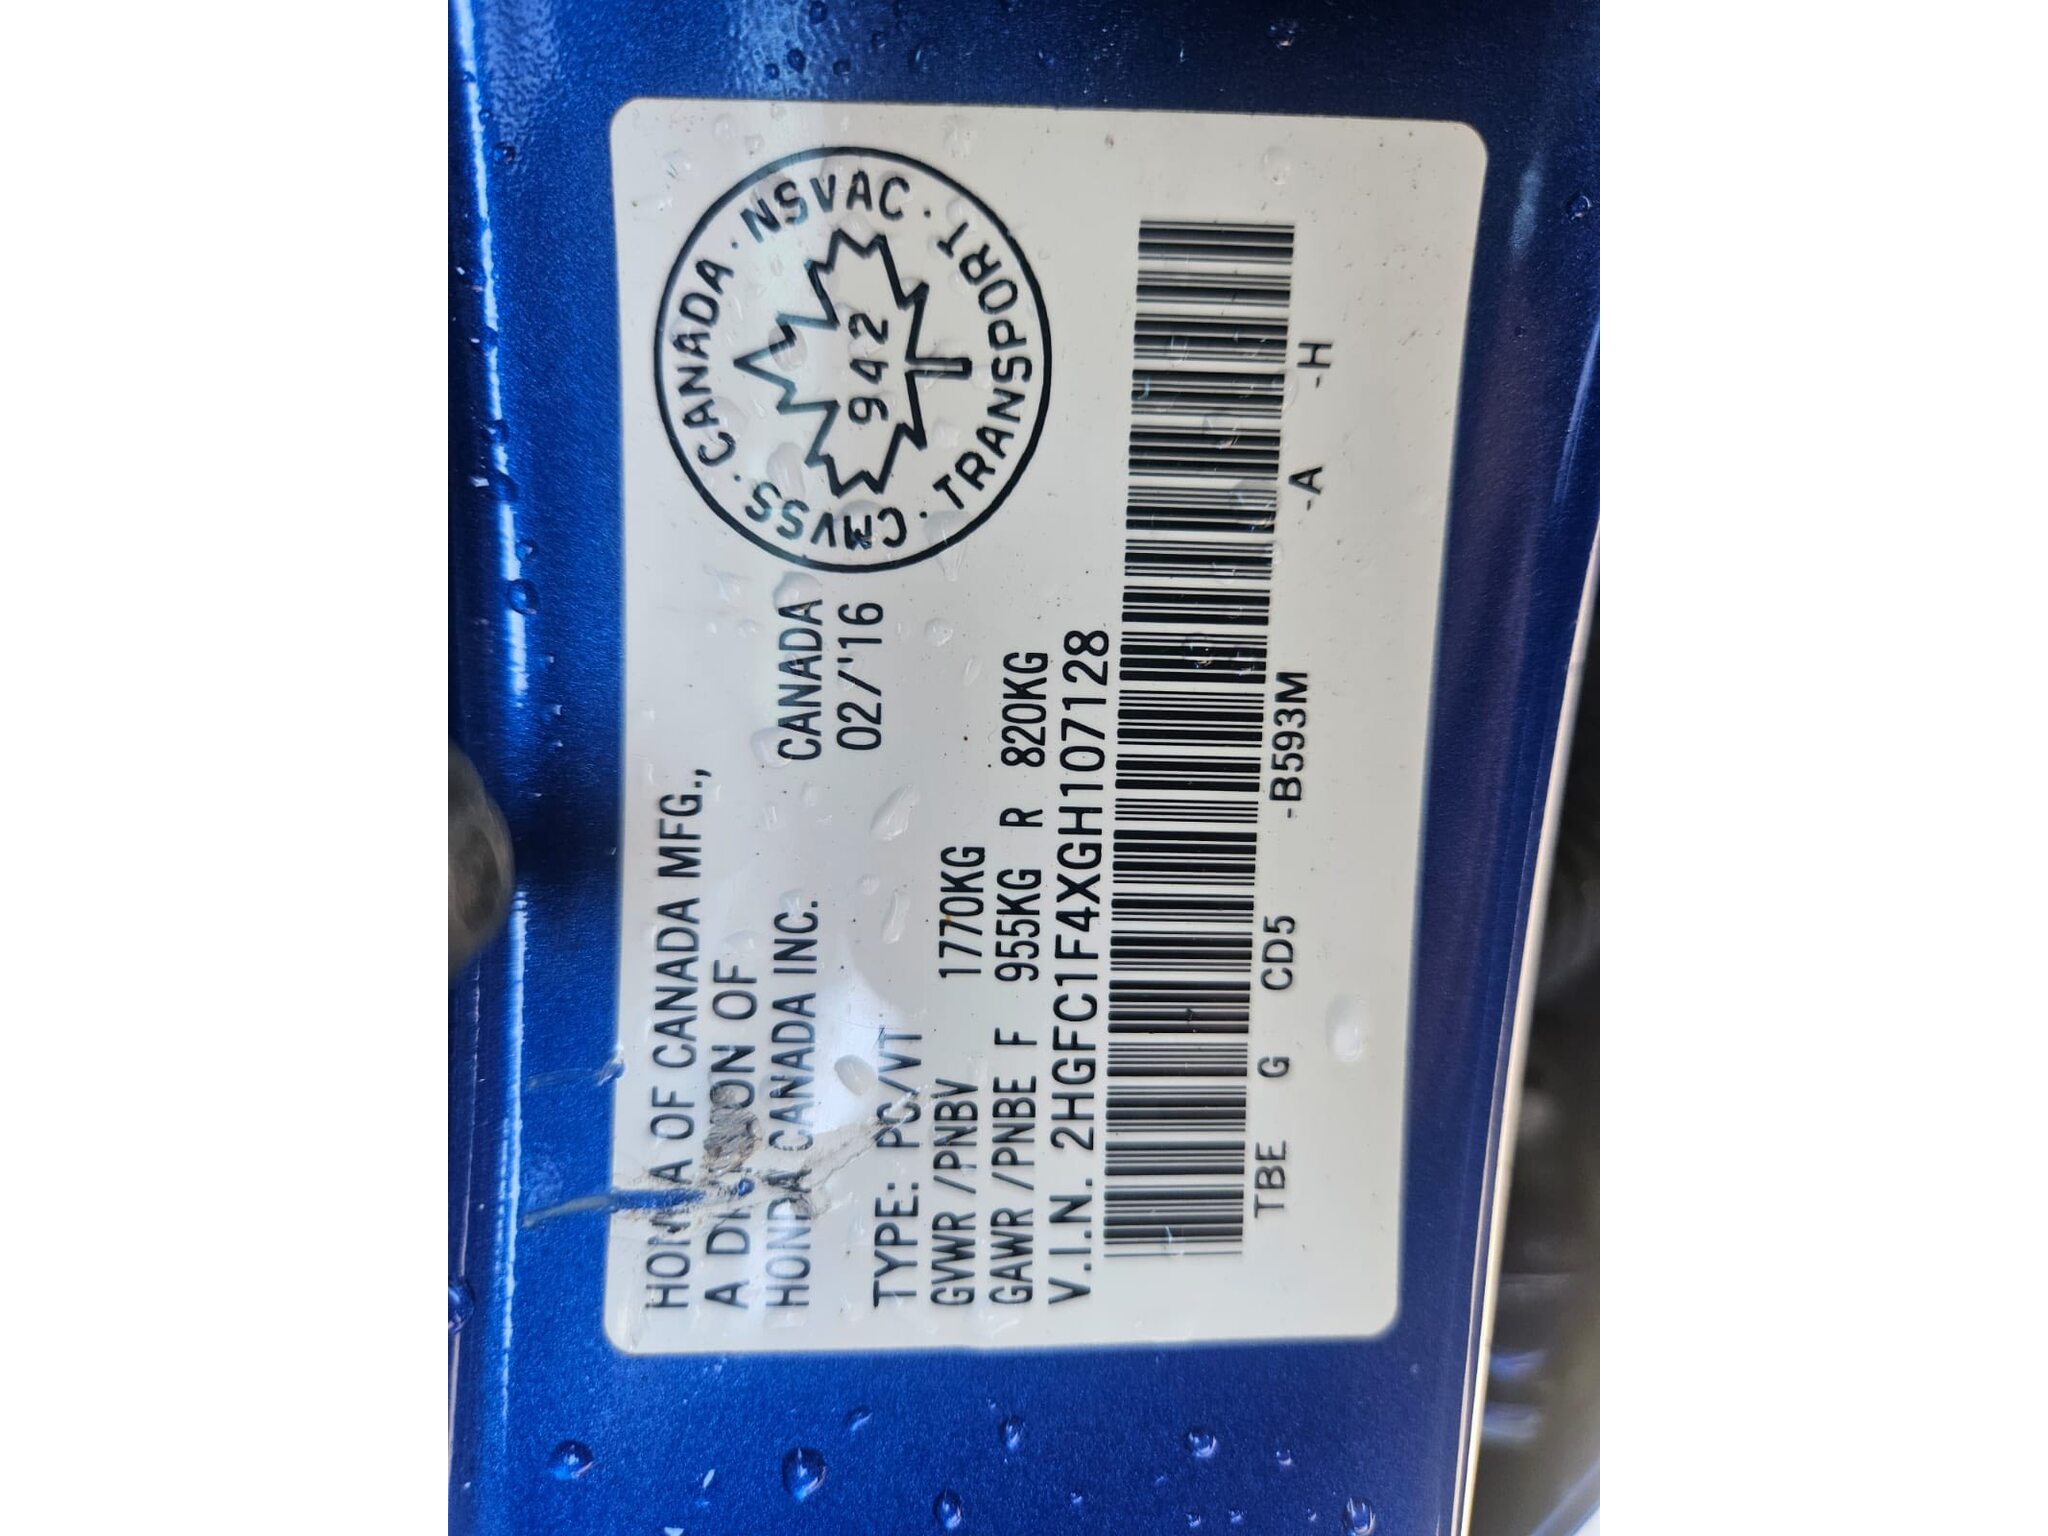 HONDA OF CANADA MFG.,
A DIVISION OF
HONDA CANADA INC. CANADA
02/'16
TYPE: PC/VT
GVWR/PNBV 1770KG
GAWR/PNBE F 955KG R 820KG
V.I.N. 2HGFC1F4XGH107128
TBE G CD5 -B593M -A -H
CMVSS · CANADA · NSVAC · TRANSPORT ·
942